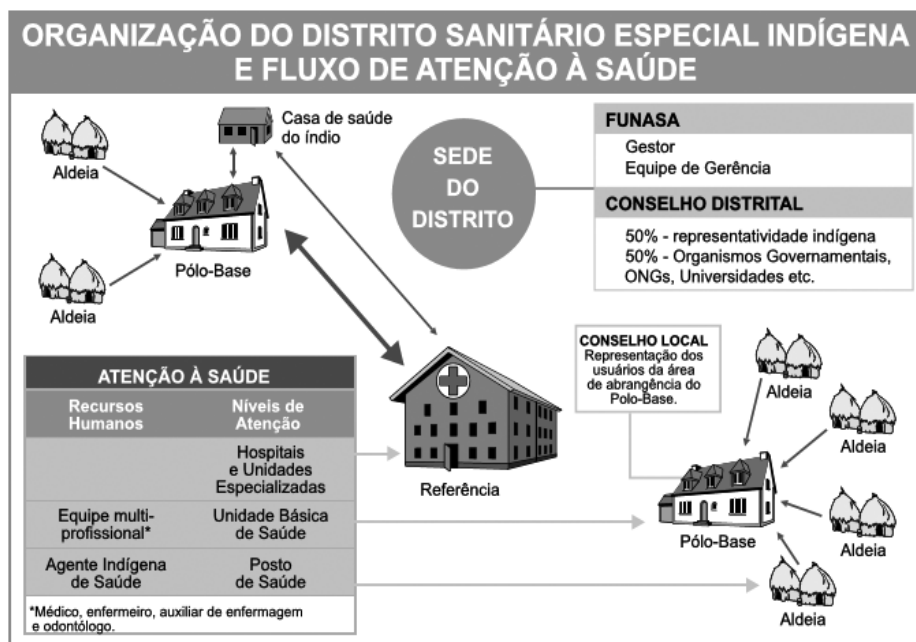 ORGANIZAÇÃO DO DISTRITO SANITÁRIO ESPECIAL INDÍGENA
E FLUXO DE ATENÇÃO À SAÚDE
Aldeia
Casa de saúde
do índio
Pólo-Base
Aldeia
SEDE
DO
DISTRITO
FUNASA
Gestor
Equipe de Gerência
CONSELHO DISTRITAL
50% - representatividade indígena
50% - Organismos Governamentais,
ONGs, Universidades etc.
ATENÇÃO À SAÚDE
Recursos
Humanos
Níveis de
Atenção
Hospitais
e Unidades
Especializadas
Equipe multi-
profissional*
Unidade Básica
de Saúde
Agente Indígena
de Saúde
Posto
de Saúde
*Médico, enfermeiro, auxiliar de enfermagem
e odontólogo.
Referência
CONSELHO LOCAL
Representação dos
usuários da área
de abrangência do
Polo-Base.
Aldeia
Aldeia
Pólo-Base
Aldeia
Aldeia